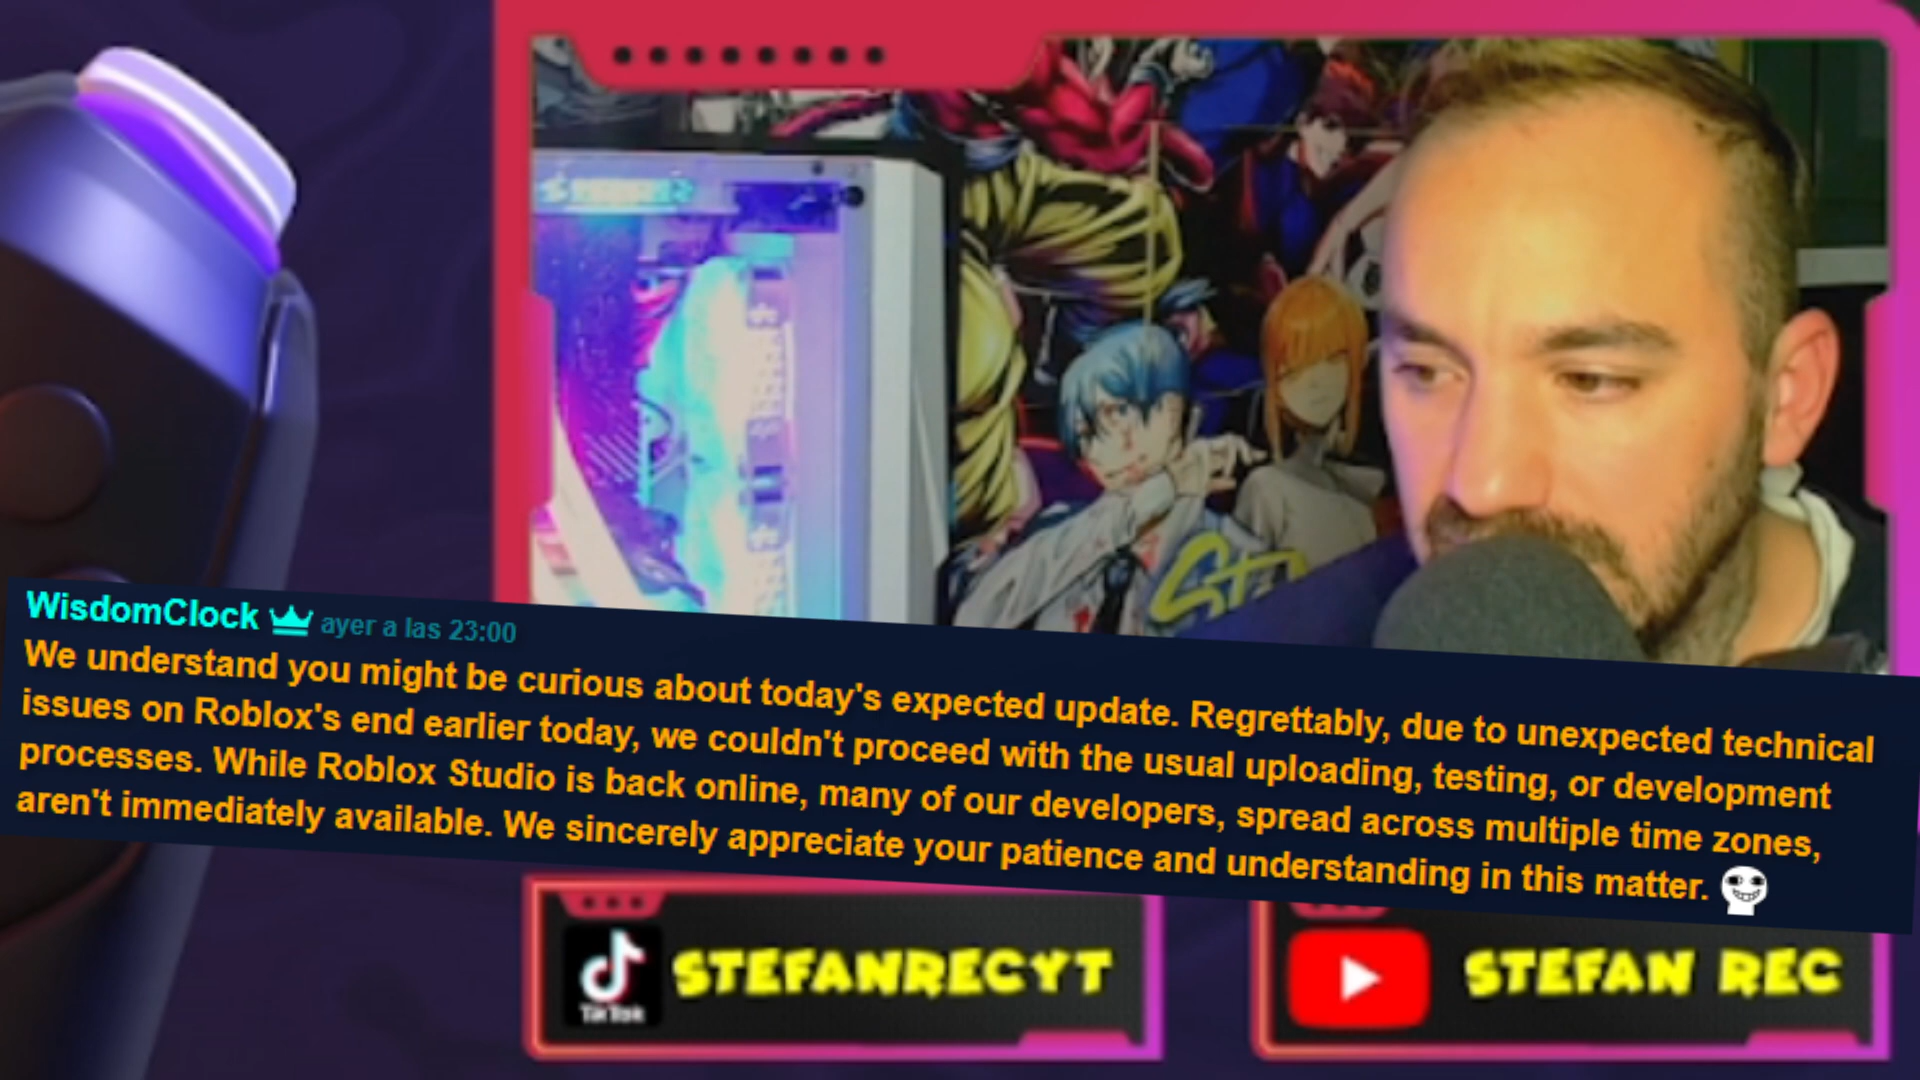 WisdomClock ayer a las 23:00
We understand you might be curious about today's expected update. Regrettably, due to unexpected technical
issues on Roblox's end earlier today, we couldn't proceed with the usual uploading, testing, or development
processes. While Roblox Studio is back online, many of our developers, spread across multiple time zones,
aren't immediately available. We sincerely appreciate your patience and understanding in this matter.
TikTok
STEFANRECYT
STEFAN REC